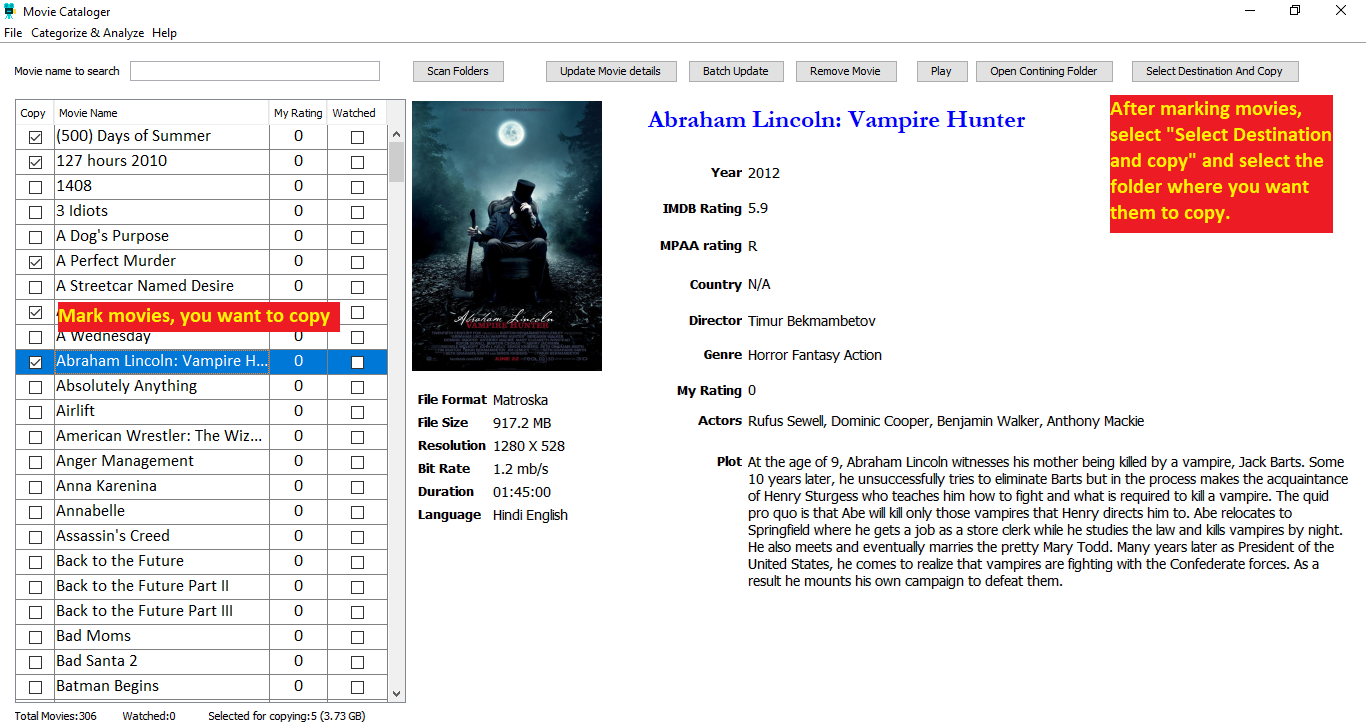 Movie Cataloger
File Categorize & Analyze Help
Movie name to search
Scan Folders
Update Movie details
Batch Update
Remove Movie
Play
Open Contining Folder
Select Destination And Copy
Copy Movie Name My Rating Watched
(500) Days of Summer 0
127 hours 2010 0
1408 0
3 Idiots 0
A Dog's Purpose 0
A Perfect Murder 0
A Streetcar Named Desire 0
Mark movies, you want to copy
A Wednesday 0
Abraham Lincoln: Vampire H... 0
Absolutely Anything 0
Airlift 0
American Wrestler: The Wiz... 0
Anger Management 0
Anna Karenina 0
Annabelle 0
Assassin's Creed 0
Back to the Future 0
Back to the Future Part II 0
Back to the Future Part III 0
Bad Moms 0
Bad Santa 2 0
Batman Begins 0
Total Movies:306 Watched:0 Selected for copying:5 (3.73 GB)
Abraham Lincoln
VAMPIRE HUNTER
File Format Matroska
File Size 917.2 MB
Resolution 1280 X 528
Bit Rate 1.2 mb/s
Duration 01:45:00
Language Hindi English
Abraham Lincoln: Vampire Hunter
Year 2012
IMDB Rating 5.9
MPAA rating R
Country N/A
Director Timur Bekmambetov
Genre Horror Fantasy Action
My Rating 0
Actors Rufus Sewell, Dominic Cooper, Benjamin Walker, Anthony Mackie
Plot At the age of 9, Abraham Lincoln witnesses his mother being killed by a vampire, Jack Barts. Some
10 years later, he unsuccessfully tries to eliminate Barts but in the process makes the acquaintance
of Henry Sturgess who teaches him how to fight and what is required to kill a vampire. The quid
pro quo is that Abe will kill only those vampires that Henry directs him to. Abe relocates to
Springfield where he gets a job as a store clerk while he studies the law and kills vampires by night.
He also meets and eventually marries the pretty Mary Todd. Many years later as President of the
United States, he comes to realize that vampires are fighting with the Confederate forces. As a
result he mounts his own campaign to defeat them.
After marking movies,
select "Select Destination
and copy" and select the
folder where you want
them to copy.